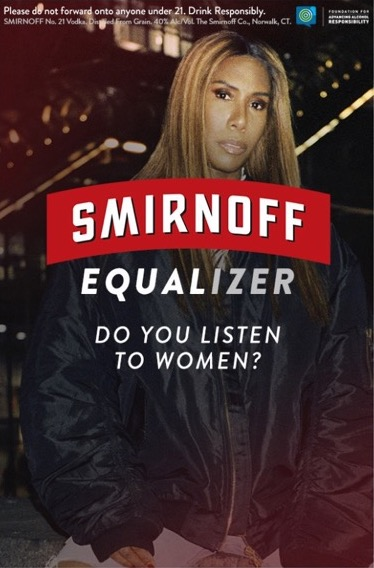 Please do not forward onto anyone under 21. Drink Responsibly.
SMIRNOFF No. 21 Vodka. Distilled From Grain. 40% Alc/Vol. The Smirnoff Co., Norwalk, CT.
FOUNDATION FOR
ADVANCING ALCOHOL
RESPONSIBILITY
SMIRNOFF
EQUALIZER
DO YOU LISTEN
TO WOMEN?